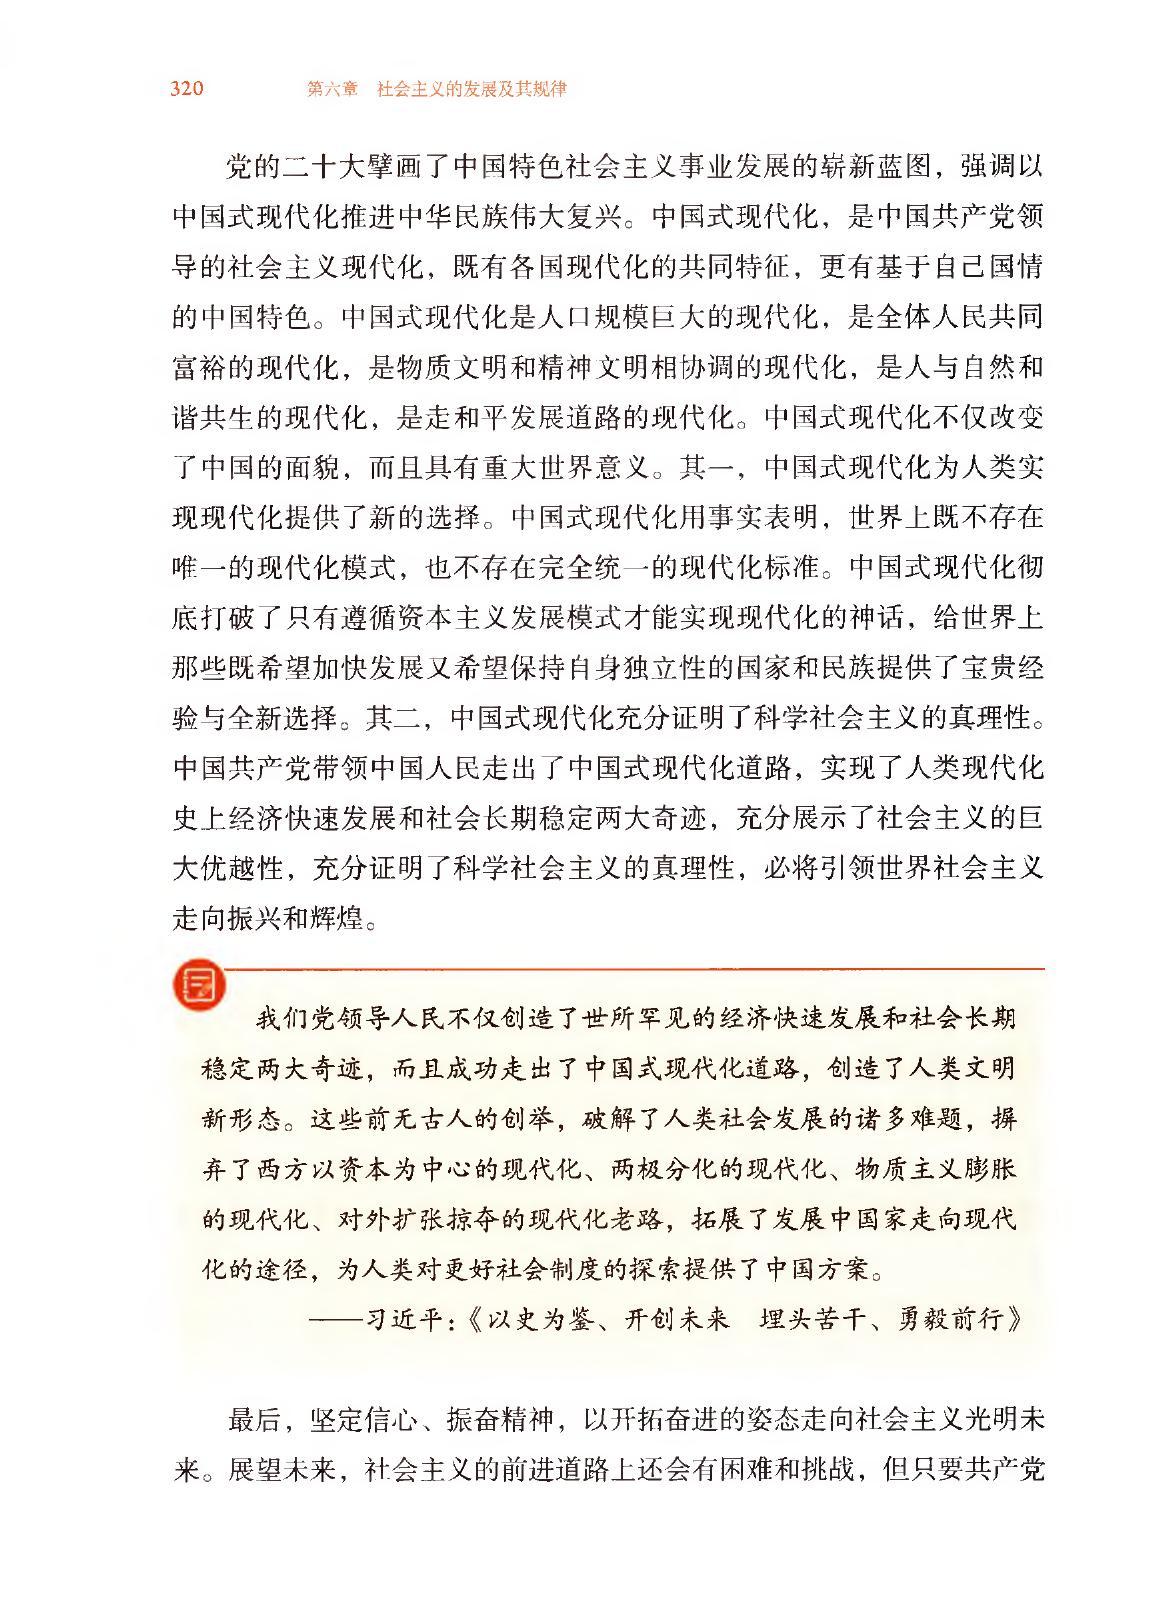 320 第六章 社会主义的发展及其规律
党的二十大擘画了中国特色社会主义事业发展的崭新蓝图，强调以
中国式现代化推进中华民族伟大复兴。中国式现代化，是中国共产党领
导的社会主义现代化，既有各国现代化的共同特征，更有基于自己国情
的中国特色。中国式现代化是人口规模巨大的现代化，是全体人民共同
富裕的现代化，是物质文明和精神文明相协调的现代化，是人与自然和
谐共生的现代化，是走和平发展道路的现代化。中国式现代化不仅改变
了中国的面貌，而且具有重大世界意义。其一，中国式现代化为人类实
现现代化提供了新的选择。中国式现代化用事实表明，世界上既不存在
唯一的现代化模式，也不存在完全统一的现代化标准。中国式现代化彻
底打破了只有遵循资本主义发展模式才能实现现代化的神话，给世界上
那些既希望加快发展又希望保持自身独立性的国家和民族提供了宝贵经
验与全新选择。其二，中国式现代化充分证明了科学社会主义的真理性。
中国共产党带领中国人民走出了中国式现代化道路，实现了人类现代化
史上经济快速发展和社会长期稳定两大奇迹，充分展示了社会主义的巨
大优越性，充分证明了科学社会主义的真理性，必将引领世界社会主义
走向振兴和辉煌。
我们党领导人民不仅创造了世所罕见的经济快速发展和社会长期
稳定两大奇迹，而且成功走出了中国式现代化道路，创造了人类文明
新形态。这些前无古人的创举，破解了人类社会发展的诸多难题，摒
弃了西方以资本为中心的现代化、两极分化的现代化、物质主义膨胀
的现代化、对外扩张掠夺的现代化老路，拓展了发展中国家走向现代
化的途径，为人类对更好社会制度的探索提供了中国方案。
——习近平：《以史为鉴、开创未来 埋头苦干、勇毅前行》
最后，坚定信心、振奋精神，以开拓奋进的姿态走向社会主义光明未
来。展望未来，社会主义的前进道路上还会有困难和挑战，但只要共产党